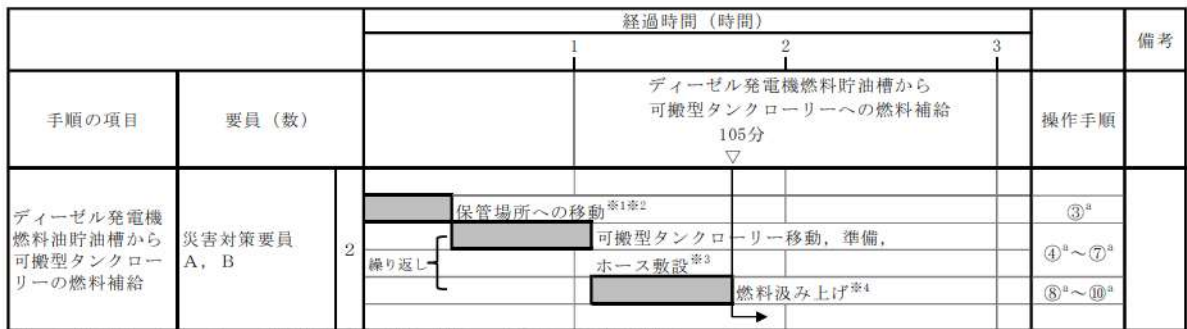 経過時間（時間）
1 2 3
備考
手順の項目
要員（数）
ディーゼル発電機燃料貯油槽から
可搬型タンクローリーへの燃料補給
105分
▽
操作手順
ディーゼル発電機
燃料油貯油槽から
可搬型タンクロー
リーの燃料補給
災害対策要員
A，B
2
保管場所への移動※1※2
③a
可搬型タンクローリー移動，準備，
ホース敷設※3
④a～⑦a
繰り返し
燃料汲み上げ※4
⑧a～⑩a